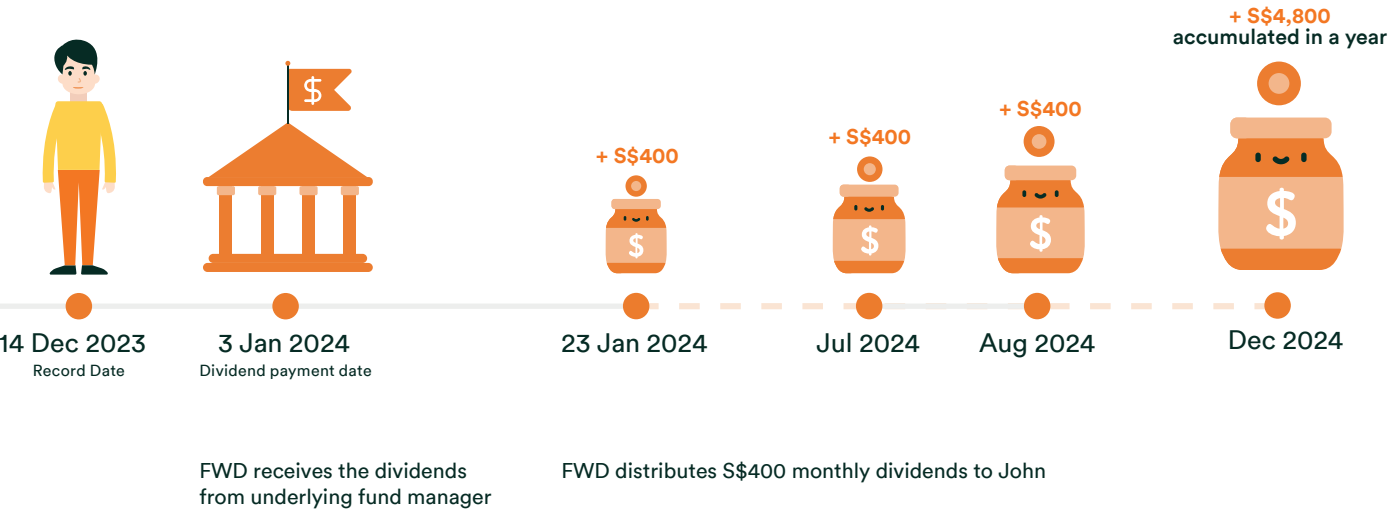 + S$4,800
accumulated in a year
$
+ S$400
+ S$400
+ S$400
$
$
$
$
14 Dec 2023
Record Date
3 Jan 2024
Dividend payment date
23 Jan 2024
Jul 2024
Aug 2024
Dec 2024
FWD receives the dividends
from underlying fund manager
FWD distributes S$400 monthly dividends to John